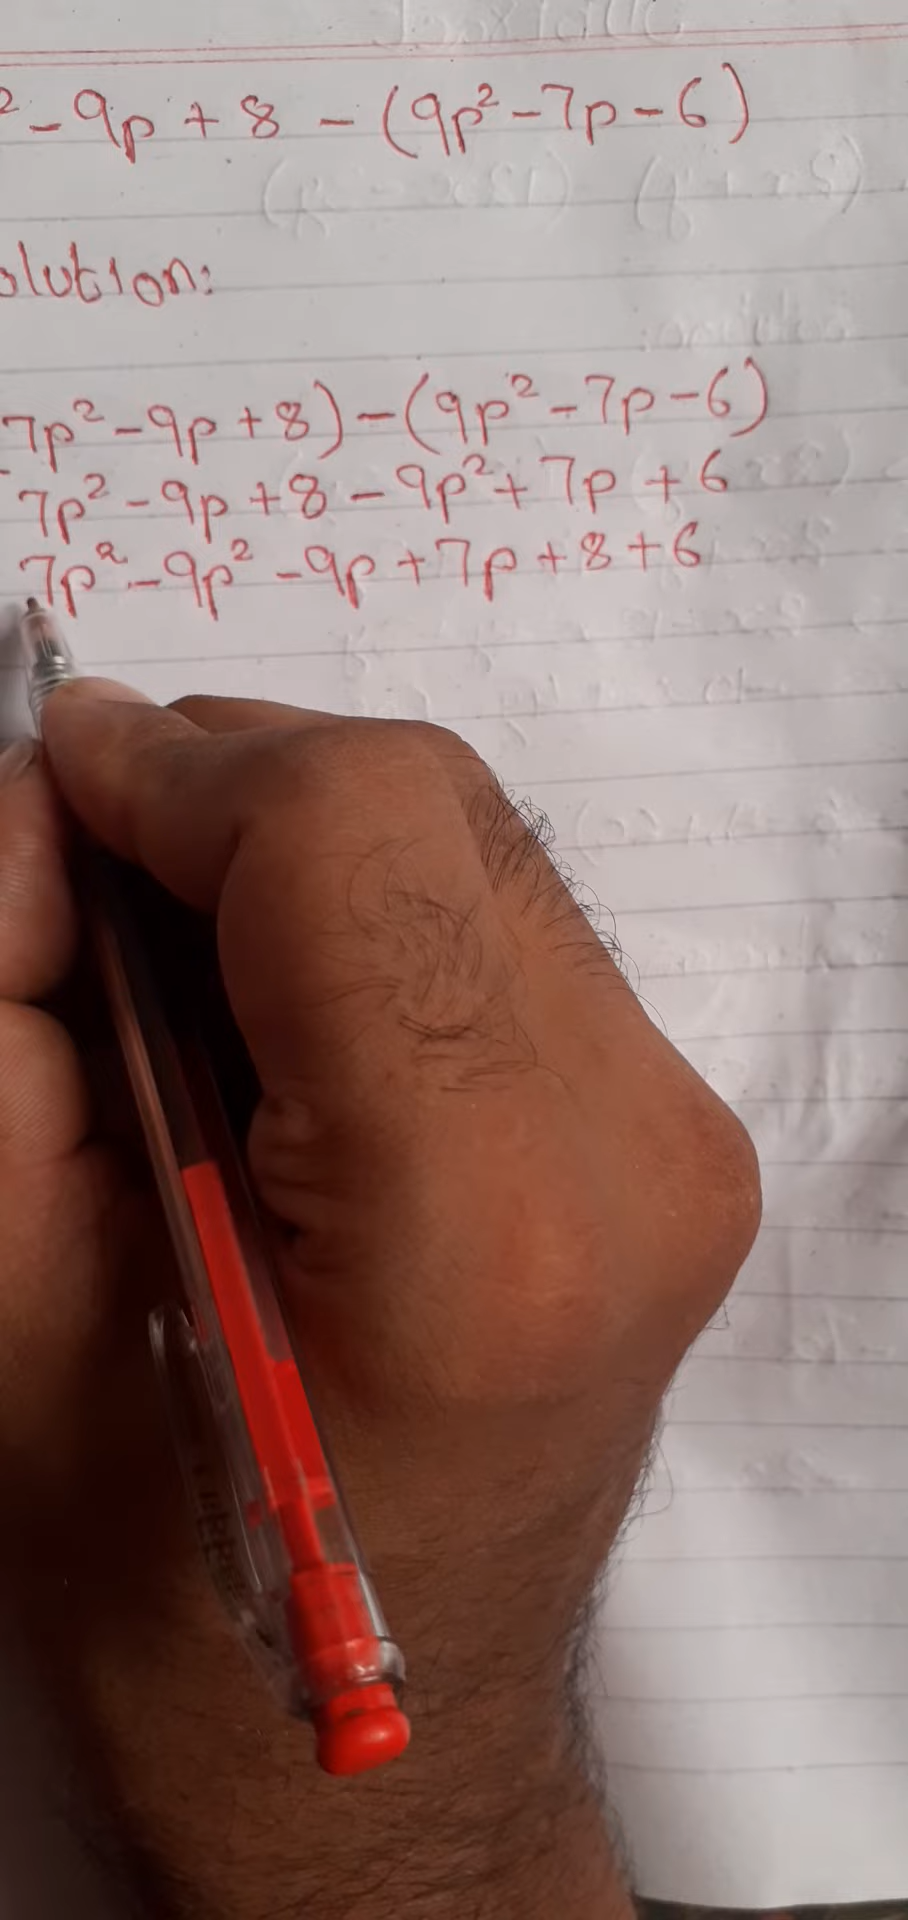 ² - 9p + 8 - (9p² - 7p - 6)
olution:
7p² - 9p + 8) - (9p² - 7p - 6)
7p² - 9p + 8 - 9p² + 7p + 6
7p² - 9p² - 9p + 7p + 8 + 6